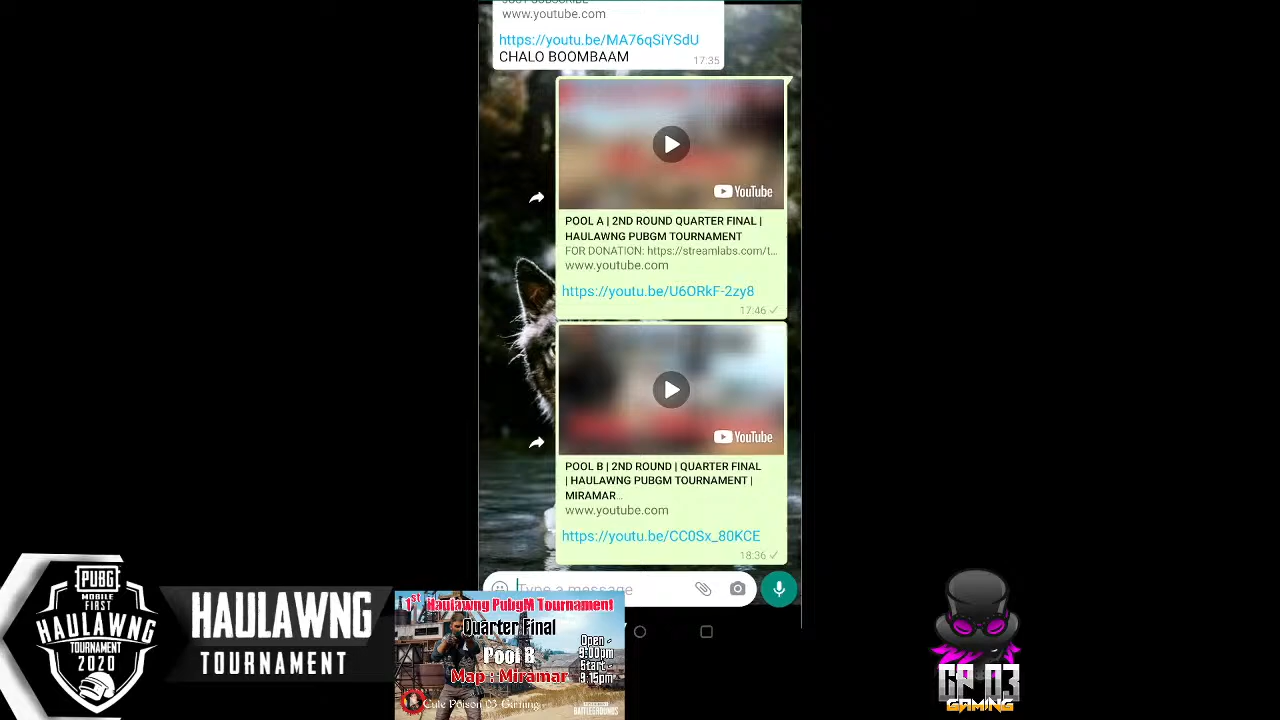 www.youtube.com
https://youtu.be/MA76qSiYSdU
CHALO BOOMBAAM
17:35
YouTube
POOL A | 2ND ROUND QUARTER FINAL |
HAULAWNG PUBGM TOURNAMENT
FOR DONATION: https://streamlabs.com/t...
www.youtube.com
https://youtu.be/U6ORkF-2zy8
17:46
YouTube
POOL B | 2ND ROUND | QUARTER FINAL
| HAULAWNG PUBGM TOURNAMENT |
MIRAMAR...
www.youtube.com
https://youtu.be/CC0Sx_80KCE
18:36
Type a message
PUBG
MOBILE
FIRST
HAULAWNG
TOURNAMENT
2020
HAULAWNG
TOURNAMENT
1st Haulawng PubgM Tournament
Quarter Final
Pool B
Map : Miramar
Open -
9:00pm
Start -
9:15pm
Cute Poison 03 Gaming
BATTLEGROUNDS
GP 03
GAMING